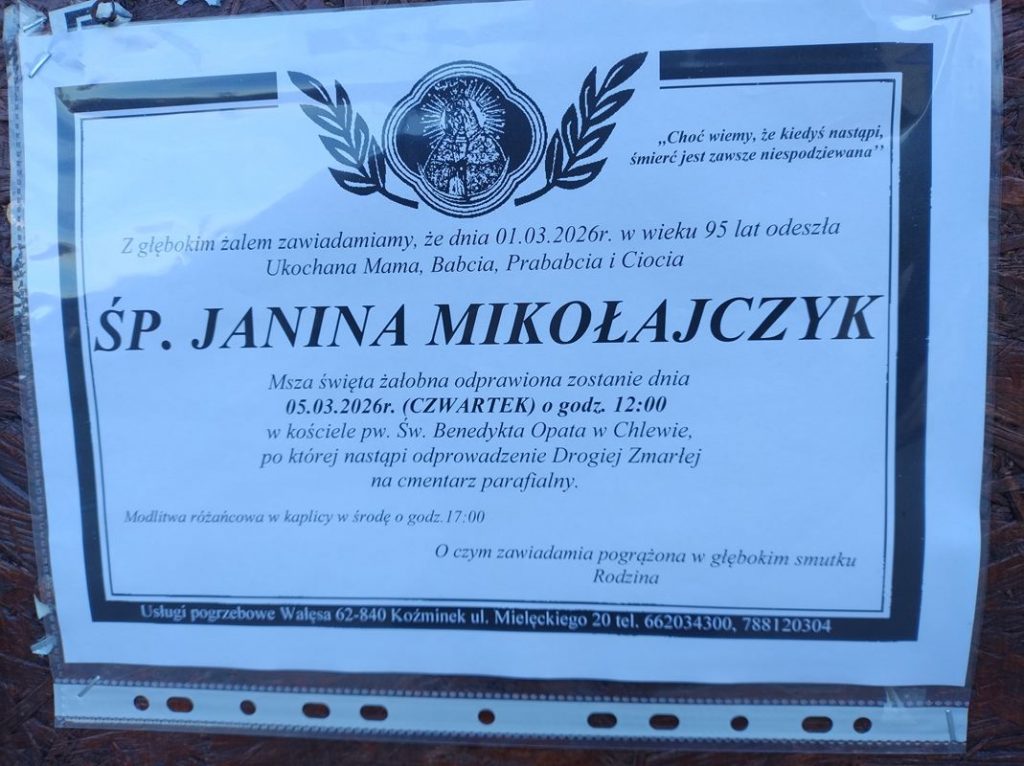 „Choć wiemy, że kiedyś nastąpi,
śmierć jest zawsze niespodziewana”
Z głębokim żalem zawiadamiamy, że dnia 01.03.2026r. w wieku 95 lat odeszła
Ukochana Mama, Babcia, Prababcia i Ciocia
ŚP. JANINA MIKOŁAJCZYK
Msza święta żałobna odprawiona zostanie dnia
05.03.2026r. (CZWARTEK) o godz. 12:00
w kościele pw. Św. Benedykta Opata w Chlewie,
po której nastąpi odprowadzenie Drogiej Zmarłej
na cmentarz parafialny.
Modlitwa różańcowa w kaplicy w środę o godz.17:00
O czym zawiadamia pogrążona w głębokim smutku
Rodzina
Usługi pogrzebowe Wałęsa 62-840 Koźminek ul. Mielęckiego 20 tel. 662034300, 788120304